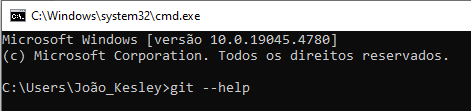 C:\Windows\system32\cmd.exe
Microsoft Windows [versão 10.0.19045.4780]
(c) Microsoft Corporation. Todos os direitos reservados.
C:\Users\João_Kesley>git --help